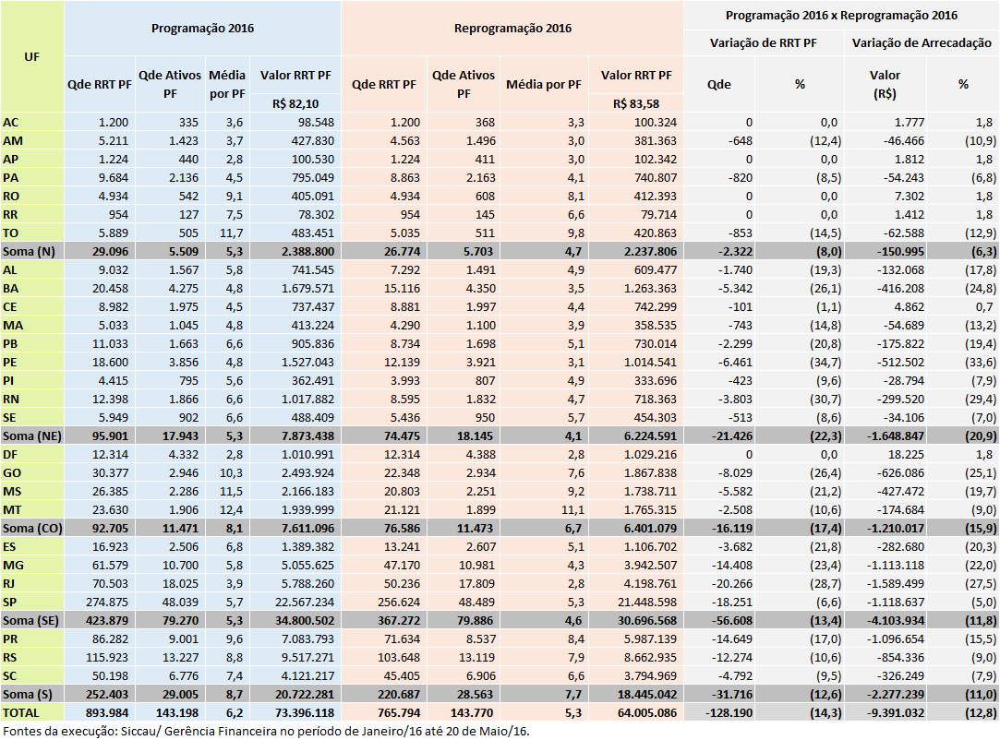 UF Programação 2016 Reprogramação 2016 Programação 2016 x Reprogramação 2016
Variação de RRT PF Variação de Arrecadação
Qde RRT PF Qde Ativos PF Média por PF Valor RRT PF Qde RRT PF Qde Ativos PF Média por PF Valor RRT PF Qde % Valor (R$) %
R$ 82,10 R$ 83,58
AC 1.200 335 3,6 98.548 1.200 368 3,3 100.324 0 0,0 1.777 1,8
AM 5.211 1.423 3,7 427.830 4.563 1.496 3,0 381.363 -648 (12,4) -46.466 (10,9)
AP 1.224 440 2,8 100.530 1.224 411 3,0 102.342 0 0,0 1.812 1,8
PA 9.684 2.136 4,5 795.049 8.863 2.163 4,1 740.807 -820 (8,5) -54.243 (6,8)
RO 4.934 542 9,1 405.091 4.934 608 8,1 412.393 0 0,0 7.302 1,8
RR 954 127 7,5 78.302 954 145 6,6 79.714 0 0,0 1.412 1,8
TO 5.889 505 11,7 483.451 5.035 511 9,8 420.863 -853 (14,5) -62.588 (12,9)
Soma (N) 29.096 5.509 5,3 2.388.800 26.774 5.703 4,7 2.237.806 -2.322 (8,0) -150.995 (6,3)
AL 9.032 1.567 5,8 741.545 7.292 1.491 4,9 609.477 -1.740 (19,3) -132.068 (17,8)
BA 20.458 4.275 4,8 1.679.571 15.116 4.350 3,5 1.263.363 -5.342 (26,1) -416.208 (24,8)
CE 8.982 1.975 4,5 737.437 8.881 1.997 4,4 742.299 -101 (1,1) 4.862 0,7
MA 5.033 1.045 4,8 413.224 4.290 1.100 3,9 358.535 -743 (14,8) -54.689 (13,2)
PB 11.033 1.663 6,6 905.836 8.734 1.698 5,1 730.014 -2.299 (20,8) -175.822 (19,4)
PE 18.600 3.856 4,8 1.527.043 12.139 3.921 3,1 1.014.541 -6.461 (34,7) -512.502 (33,6)
PI 4.415 795 5,6 362.491 3.993 807 4,9 333.696 -423 (9,6) -28.794 (7,9)
RN 12.398 1.866 6,6 1.017.882 8.595 1.832 4,7 718.363 -3.803 (30,7) -299.520 (29,4)
SE 5.949 902 6,6 488.409 5.436 950 5,7 454.303 -513 (8,6) -34.106 (7,0)
Soma (NE) 95.901 17.943 5,3 7.873.438 74.475 18.145 4,1 6.224.591 -21.426 (22,3) -1.648.847 (20,9)
DF 12.314 4.332 2,8 1.010.991 12.314 4.388 2,8 1.029.216 0 0,0 18.225 1,8
GO 30.377 2.946 10,3 2.493.924 22.348 2.934 7,6 1.867.838 -8.029 (26,4) -626.086 (25,1)
MS 26.385 2.286 11,5 2.166.183 20.803 2.251 9,2 1.738.711 -5.582 (21,2) -427.472 (19,7)
MT 23.630 1.906 12,4 1.939.999 21.121 1.899 11,1 1.765.315 -2.508 (10,6) -174.684 (9,0)
Soma (CO) 92.705 11.471 8,1 7.611.096 76.586 11.473 6,7 6.401.079 -16.119 (17,4) -1.210.017 (15,9)
ES 16.923 2.506 6,8 1.389.382 13.241 2.607 5,1 1.106.702 -3.682 (21,8) -282.680 (20,3)
MG 61.579 10.700 5,8 5.055.625 47.170 10.981 4,3 3.942.507 -14.408 (23,4) -1.113.118 (22,0)
RJ 70.503 18.025 3,9 5.788.260 50.236 17.809 2,8 4.198.761 -20.266 (28,7) -1.589.499 (27,5)
SP 274.875 48.039 5,7 22.567.234 256.624 48.489 5,3 21.448.598 -18.251 (6,6) -1.118.637 (5,0)
Soma (SE) 423.879 79.270 5,3 34.800.502 367.272 79.886 4,6 30.696.568 -56.608 (13,4) -4.103.934 (11,8)
PR 86.282 9.001 9,6 7.083.793 71.634 8.537 8,4 5.987.139 -14.649 (17,0) -1.096.654 (15,5)
RS 115.923 13.227 8,8 9.517.271 103.648 13.119 7,9 8.662.935 -12.274 (10,6) -854.336 (9,0)
SC 50.198 6.776 7,4 4.121.217 45.405 6.906 6,6 3.794.969 -4.792 (9,5) -326.249 (7,9)
Soma (S) 252.403 29.005 8,7 20.722.281 220.687 28.563 7,7 18.445.042 -31.716 (12,6) -2.277.239 (11,0)
TOTAL 893.984 143.198 6,2 73.396.118 765.794 143.770 5,3 64.005.086 -128.190 (14,3) -9.391.032 (12,8)
Fontes da execução: Siccau/ Gerência Financeira no período de Janeiro/16 até 20 de Maio/16.